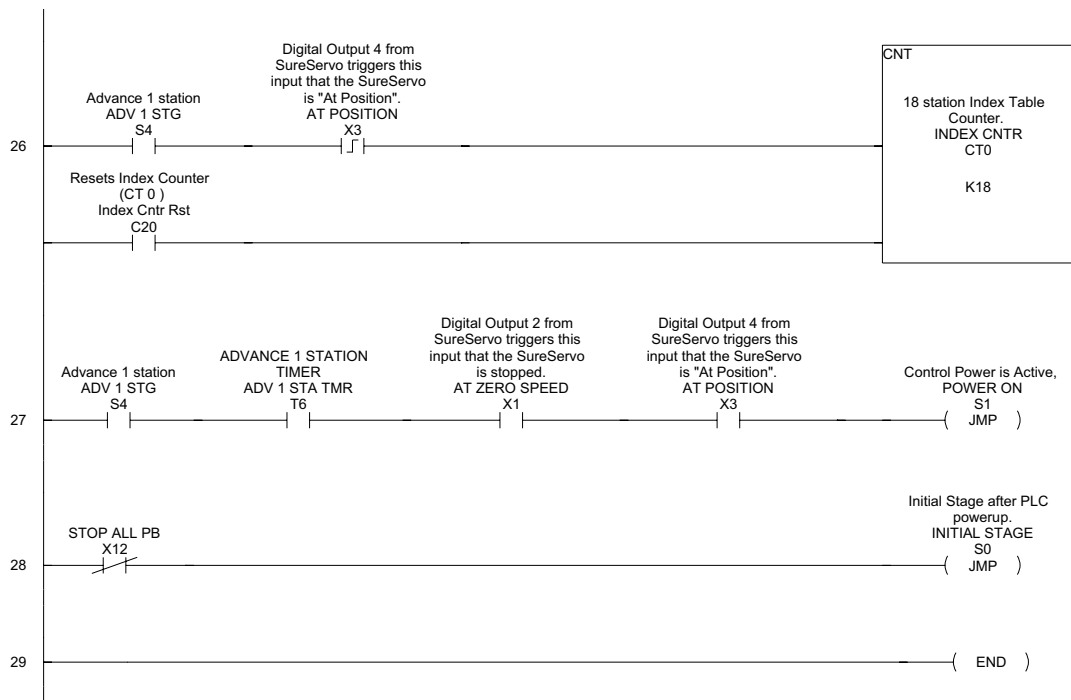 26
Advance 1 station
ADV 1 STG
S4
Digital Output 4 from
SureServo triggers this
input that the SureServo
is "At Position".
AT POSITION
X3
CNT
18 station Index Table
Counter.
INDEX CNTR
CT0
K18
Resets Index Counter
(CT 0 )
Index Cntr Rst
C20
27
Advance 1 station
ADV 1 STG
S4
ADVANCE 1 STATION
TIMER
ADV 1 STA TMR
T6
Digital Output 2 from
SureServo triggers this
input that the SureServo
is stopped.
AT ZERO SPEED
X1
Digital Output 4 from
SureServo triggers this
input that the SureServo
is "At Position".
AT POSITION
X3
Control Power is Active,
POWER ON
S1
( JMP )
28
STOP ALL PB
X12
Initial Stage after PLC
powerup.
INITIAL STAGE
S0
( JMP )
29
( END )